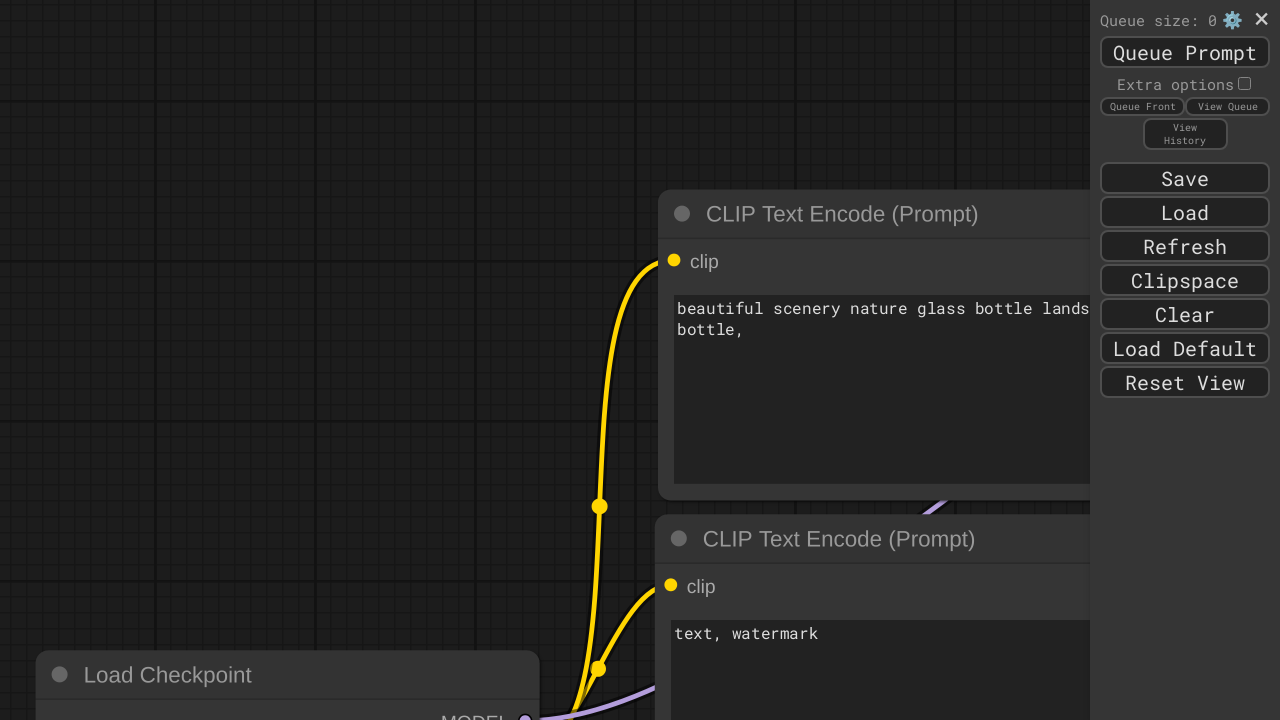 Queue size: 0
Queue Prompt
Extra options
Queue Front
View Queue
View
History
Save
Load
Refresh
Clipspace
Clear
Load Default
Reset View
CLIP Text Encode (Prompt)
clip
beautiful scenery nature glass bottle lands
bottle,
CLIP Text Encode (Prompt)
clip
text, watermark
Load Checkpoint
MODEL